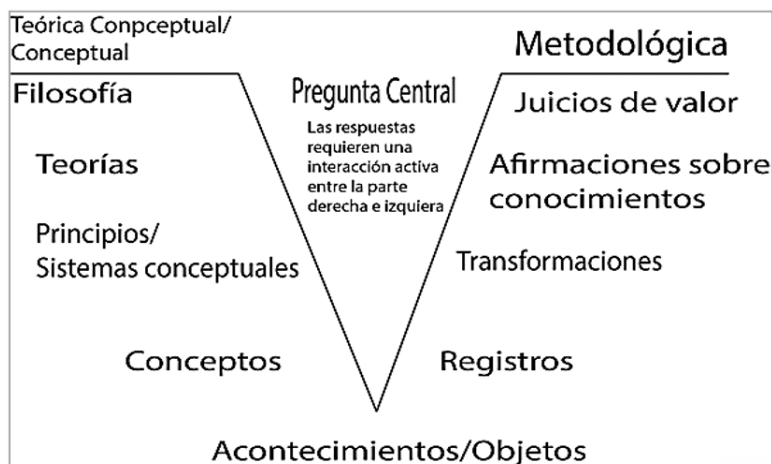 Teórica Conpceptual/
Conceptual
Filosofía
Teorías
Principios/
Sistemas conceptuales
Conceptos
Pregunta Central
Las respuestas
requieren una
interacción activa
entre la parte
derecha e izquiera
Metodológica
Juicios de valor
Afirmaciones sobre
conocimientos
Transformaciones
Registros
Acontecimientos/Objetos